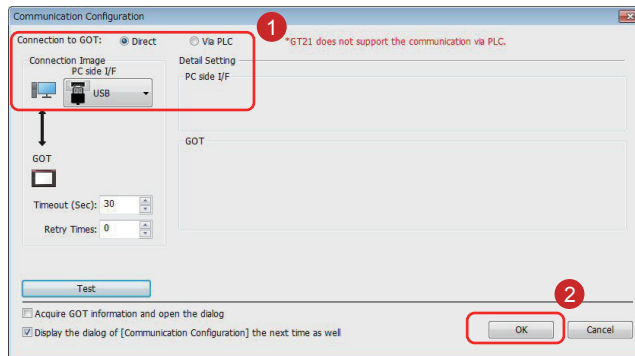 Communication Configuration
Connection to GOT: Direct Via PLC *GT21 does not support the communication via PLC.
1
Connection Image
PC side I/F
USB
GOT
Timeout (Sec): 30
Retry Times: 0
Test
Detail Setting
PC side I/F
GOT
Acquire GOT information and open the dialog
Display the dialog of [Communication Configuration] the next time as well
2
OK Cancel